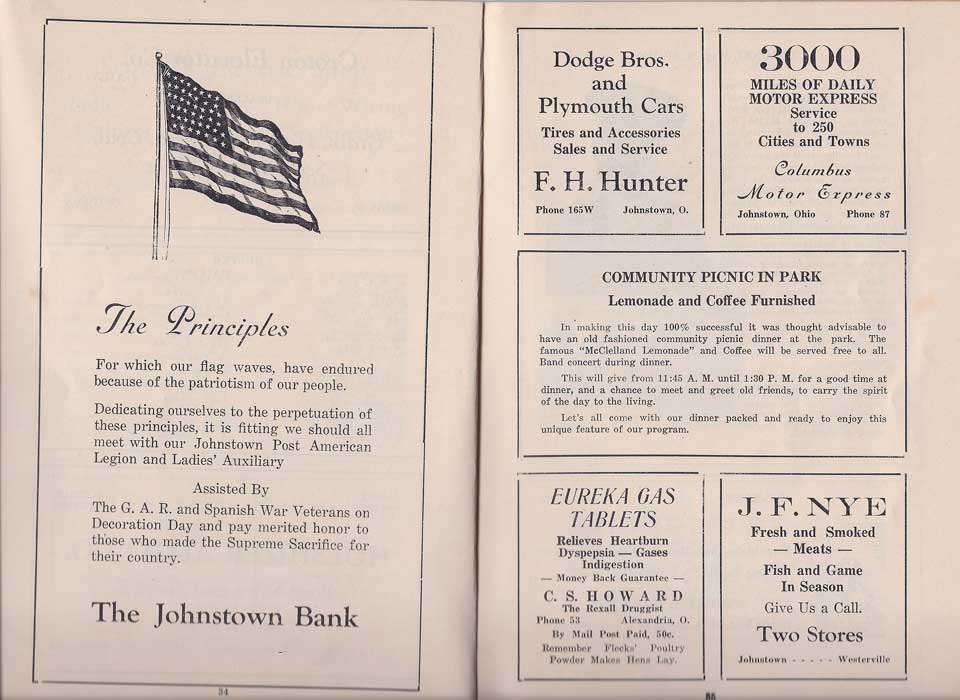 The Principles
For which our flag waves, have endured
because of the patriotism of our people.
Dedicating ourselves to the perpetuation of
these principles, it is fitting we should all
meet with our Johnstown Post American
Legion and Ladies' Auxiliary
Assisted By
The G. A. R. and Spanish War Veterans on
Decoration Day and pay merited honor to
those who made the Supreme Sacrifice for
their country.
The Johnstown Bank
34
Dodge Bros.
and
Plymouth Cars
Tires and Accessories
Sales and Service
F. H. Hunter
Phone 165W Johnstown, O.
3000
MILES OF DAILY
MOTOR EXPRESS
Service
to 250
Cities and Towns
Columbus
Motor Express
Johnstown, Ohio Phone 87
COMMUNITY PICNIC IN PARK
Lemonade and Coffee Furnished
In making this day 100% successful it was thought advisable to
have an old fashioned community picnic dinner at the park. The
famous "McClelland Lemonade" and Coffee will be served free to all.
Band concert during dinner.
This will give from 11:45 A. M. until 1:30 P. M. for a good time at
dinner, and a chance to meet and greet old friends, to carry the spirit
of the day to the living.
Let's all come with our dinner packed and ready to enjoy this
unique feature of our program.
EUREKA GAS
TABLETS
Relieves Heartburn
Dyspepsia — Gases
Indigestion
— Money Back Guarantee —
C. S. HOWARD
The Rexall Druggist
Phone 53 Alexandria, O.
By Mail Post Paid, 50c.
Remember Flecks' Poultry
Powder Makes Hens Lay.
J. F. NYE
Fresh and Smoked
— Meats —
Fish and Game
In Season
Give Us a Call.
Two Stores
Johnstown - - - - - Westerville